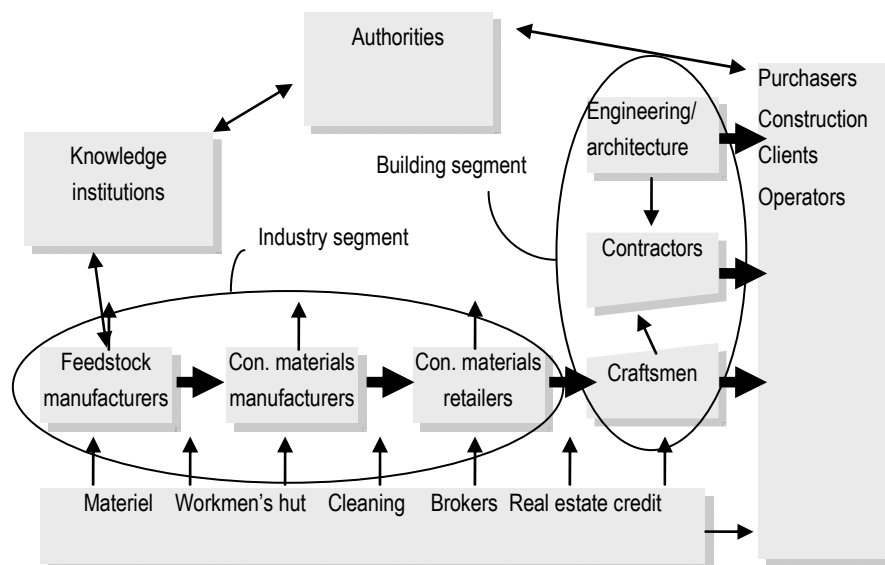 Authorities
Purchasers
Construction
Clients
Operators
Engineering/
architecture
Knowledge
institutions
Building segment
Industry segment
Contractors
Feedstock
manufacturers
Con. materials
manufacturers
Con. materials
retailers
Craftsmen
Materiel Workmen's hut Cleaning Brokers Real estate credit